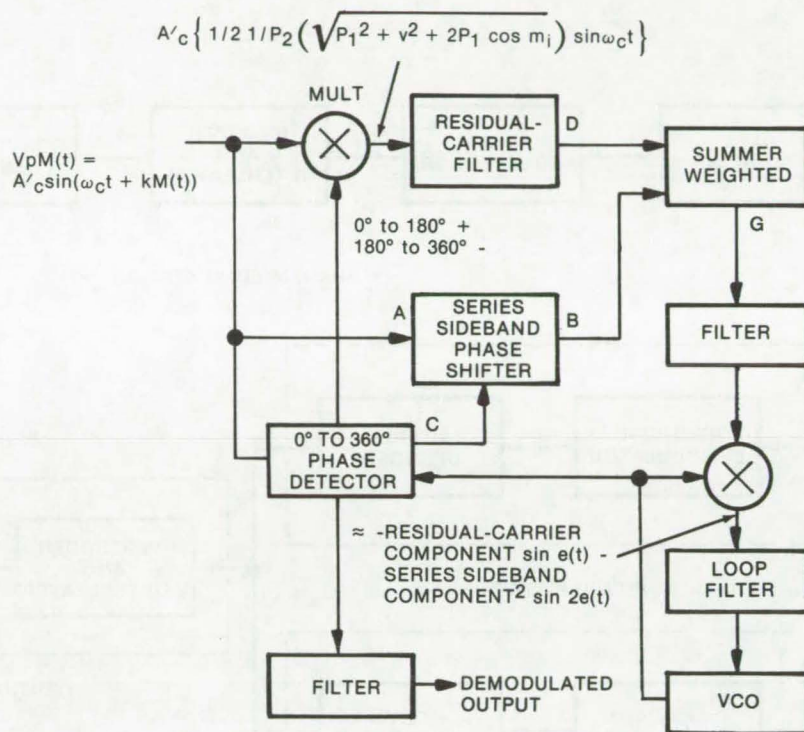 A′c { 1/2 1/P2 ( √P1² + v² + 2P1 cos mi ) sinωct }
MULT
RESIDUAL-
CARRIER
FILTER
D
SUMMER
WEIGHTED
VpM(t) =
A′c sin(ωct + kM(t))
0° to 180° +
180° to 360° -
G
A
SERIES
SIDEBAND
PHASE
SHIFTER
B
FILTER
C
0° TO 360°
PHASE
DETECTOR
≈ -RESIDUAL-CARRIER
COMPONENT sin e(t) -
SERIES SIDEBAND
COMPONENT² sin 2e(t)
LOOP
FILTER
FILTER
DEMODULATED
OUTPUT
VCO